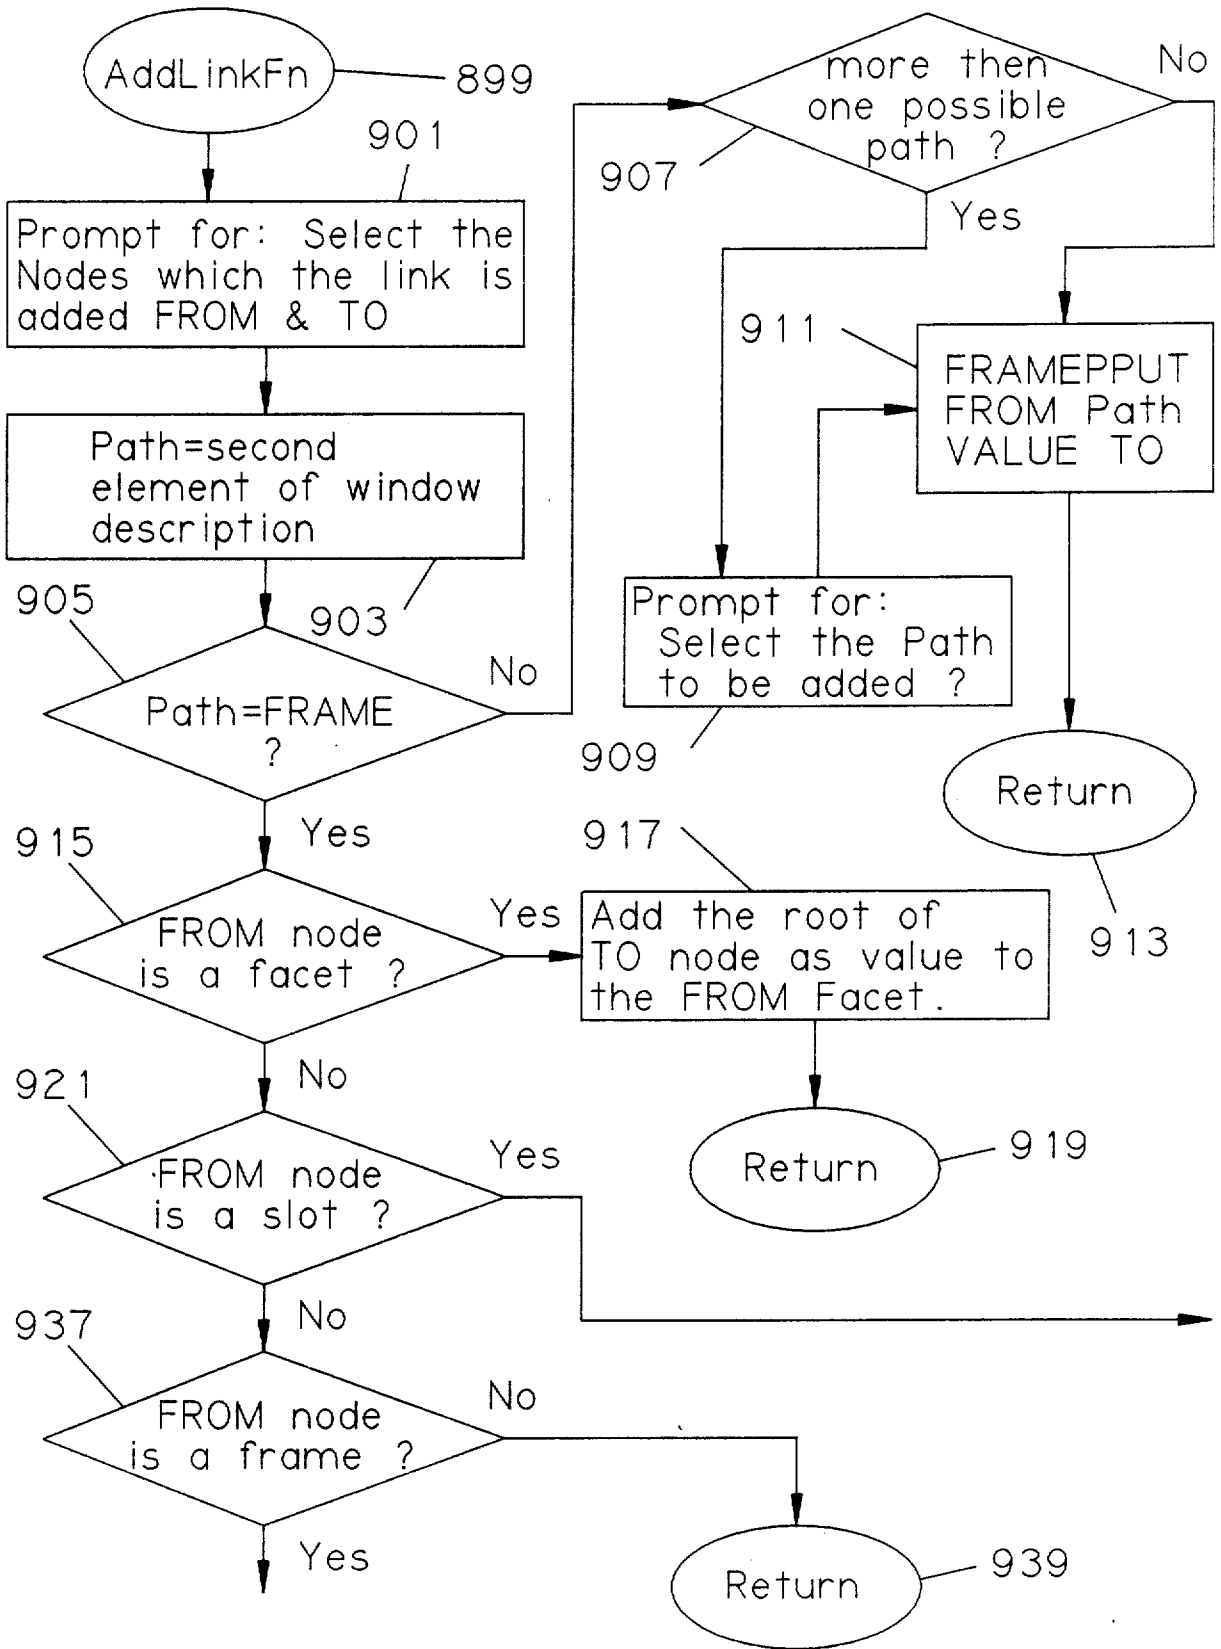 AddLinkFn
899
901
Prompt for: Select the
Nodes which the link is
added FROM & TO
Path=second
element of window
description
903
905
Path=FRAME
?
No
Yes
more then
one possible
path ?
907
No
Yes
911
FRAMEPPUT
FROM Path
VALUE TO
Prompt for:
Select the Path
to be added ?
909
Return
913
915
FROM node
is a facet ?
Yes
No
917
Add the root of
TO node as value to
the FROM Facet.
Return
919
921
FROM node
is a slot ?
Yes
No
937
FROM node
is a frame ?
No
Yes
Return
939